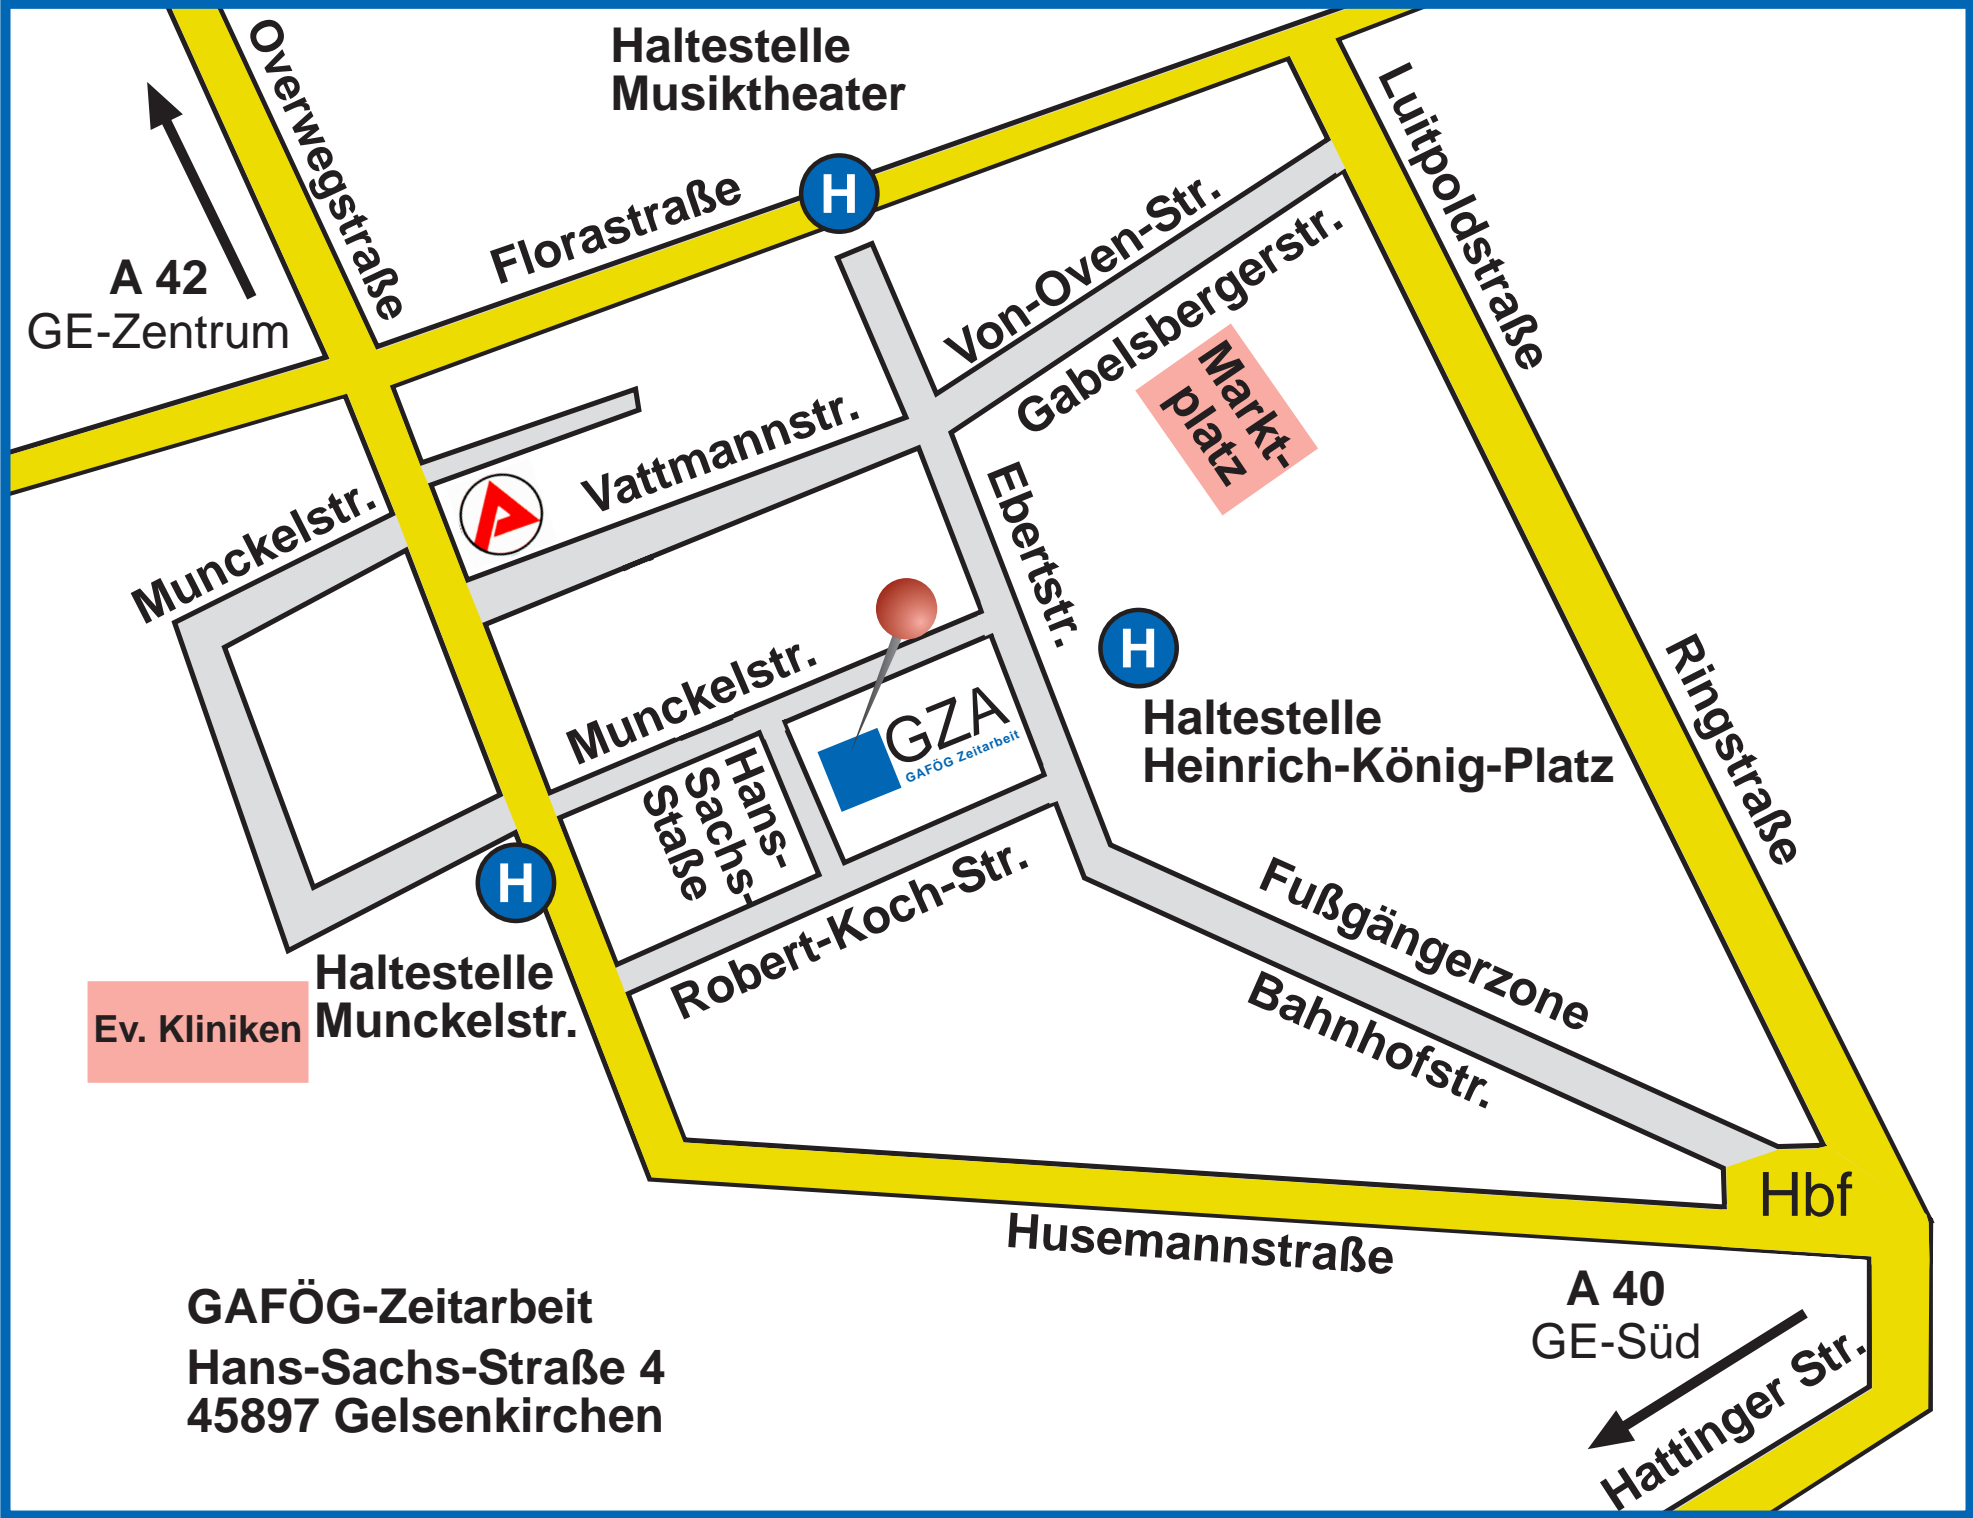 Overwegstraße
Haltestelle
Musiktheater
H
Florastraße
Luitpoldstraße
A 42
GE-Zentrum
Von-Oven-Str.
Gabelsbergerstr.
Markt-
platz
Vattmannstr.
Munckelstr.
Ebertstr.
H
Haltestelle
Heinrich-König-Platz
Ringstraße
Munckelstr.
GZA
GAFÖG Zeitarbeit
Hans-
Sachs-
Staße
H
Robert-Koch-Str.
Haltestelle
Munckelstr.
Ev. Kliniken
Fußgängerzone
Bahnhofstr.
Hbf
Husemannstraße
A 40
GE-Süd
Hattinger Str.
GAFÖG-Zeitarbeit
Hans-Sachs-Straße 4
45897 Gelsenkirchen